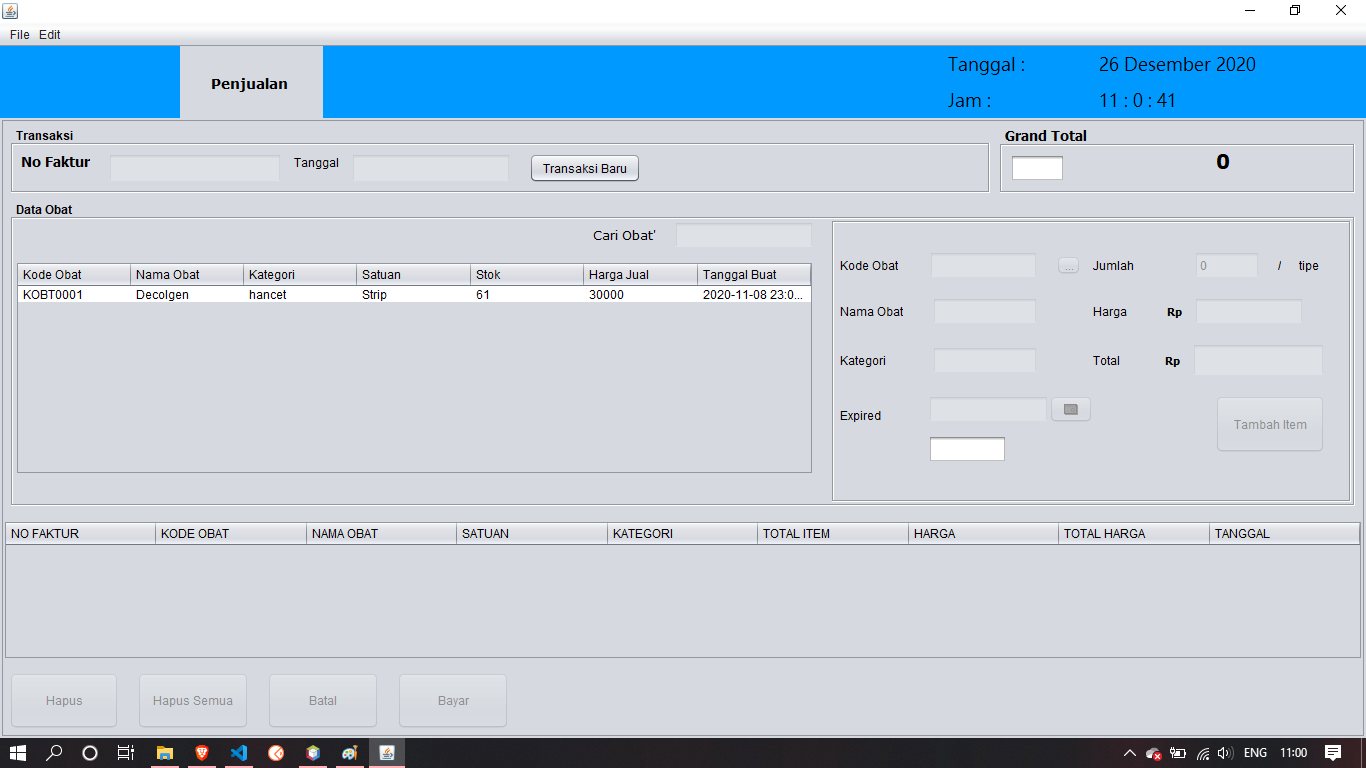 File Edit
Penjualan
Tanggal : 26 Desember 2020
Jam : 11 : 0 : 41
Transaksi
Grand Total
No Faktur Tanggal Transaksi Baru
0
Data Obat
Cari Obat'
Kode Obat Nama Obat Kategori Satuan Stok Harga Jual Tanggal Buat
KOBT0001 Decolgen hancet Strip 61 30000 2020-11-08 23:0...
Kode Obat ... Jumlah 0 / tipe
Nama Obat Harga Rp
Kategori Total Rp
Expired
Tambah Item
NO FAKTUR KODE OBAT NAMA OBAT SATUAN KATEGORI TOTAL ITEM HARGA TOTAL HARGA TANGGAL
Hapus Hapus Semua Batal Bayar
ENG 11:00